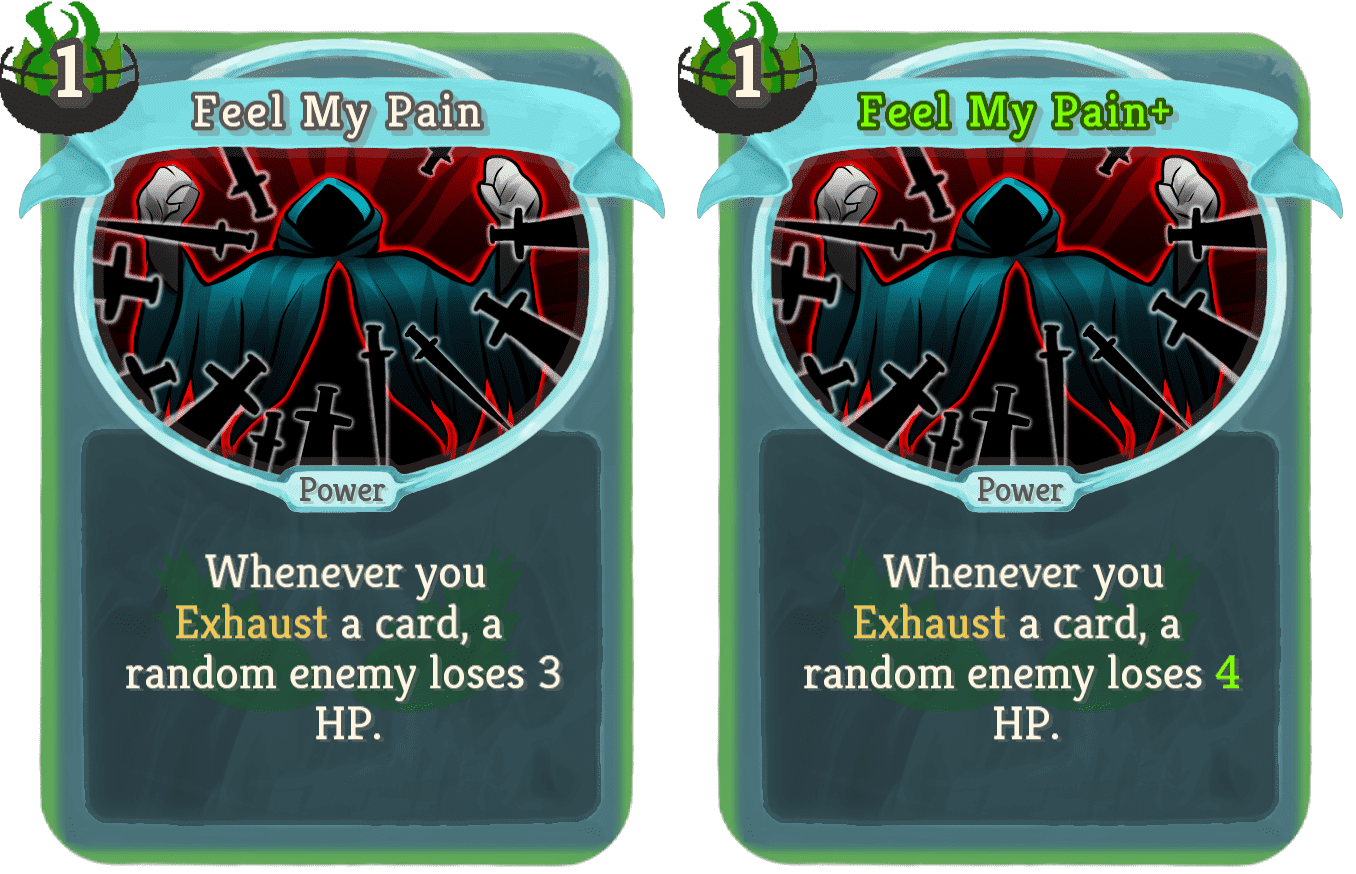 1
Feel My Pain
Power
Whenever you
Exhaust a card, a
random enemy loses 3
HP.
1
Feel My Pain+
Power
Whenever you
Exhaust a card, a
random enemy loses 4
HP.